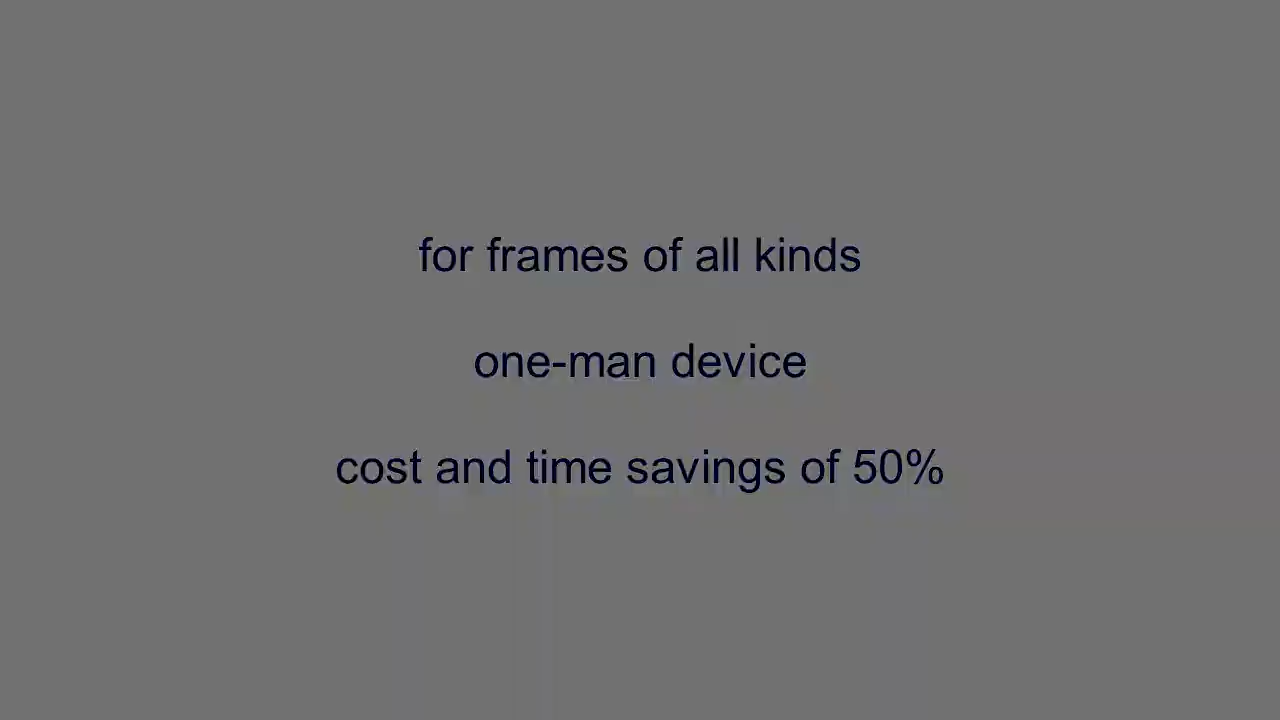 for frames of all kinds
one-man device
cost and time savings of 50%